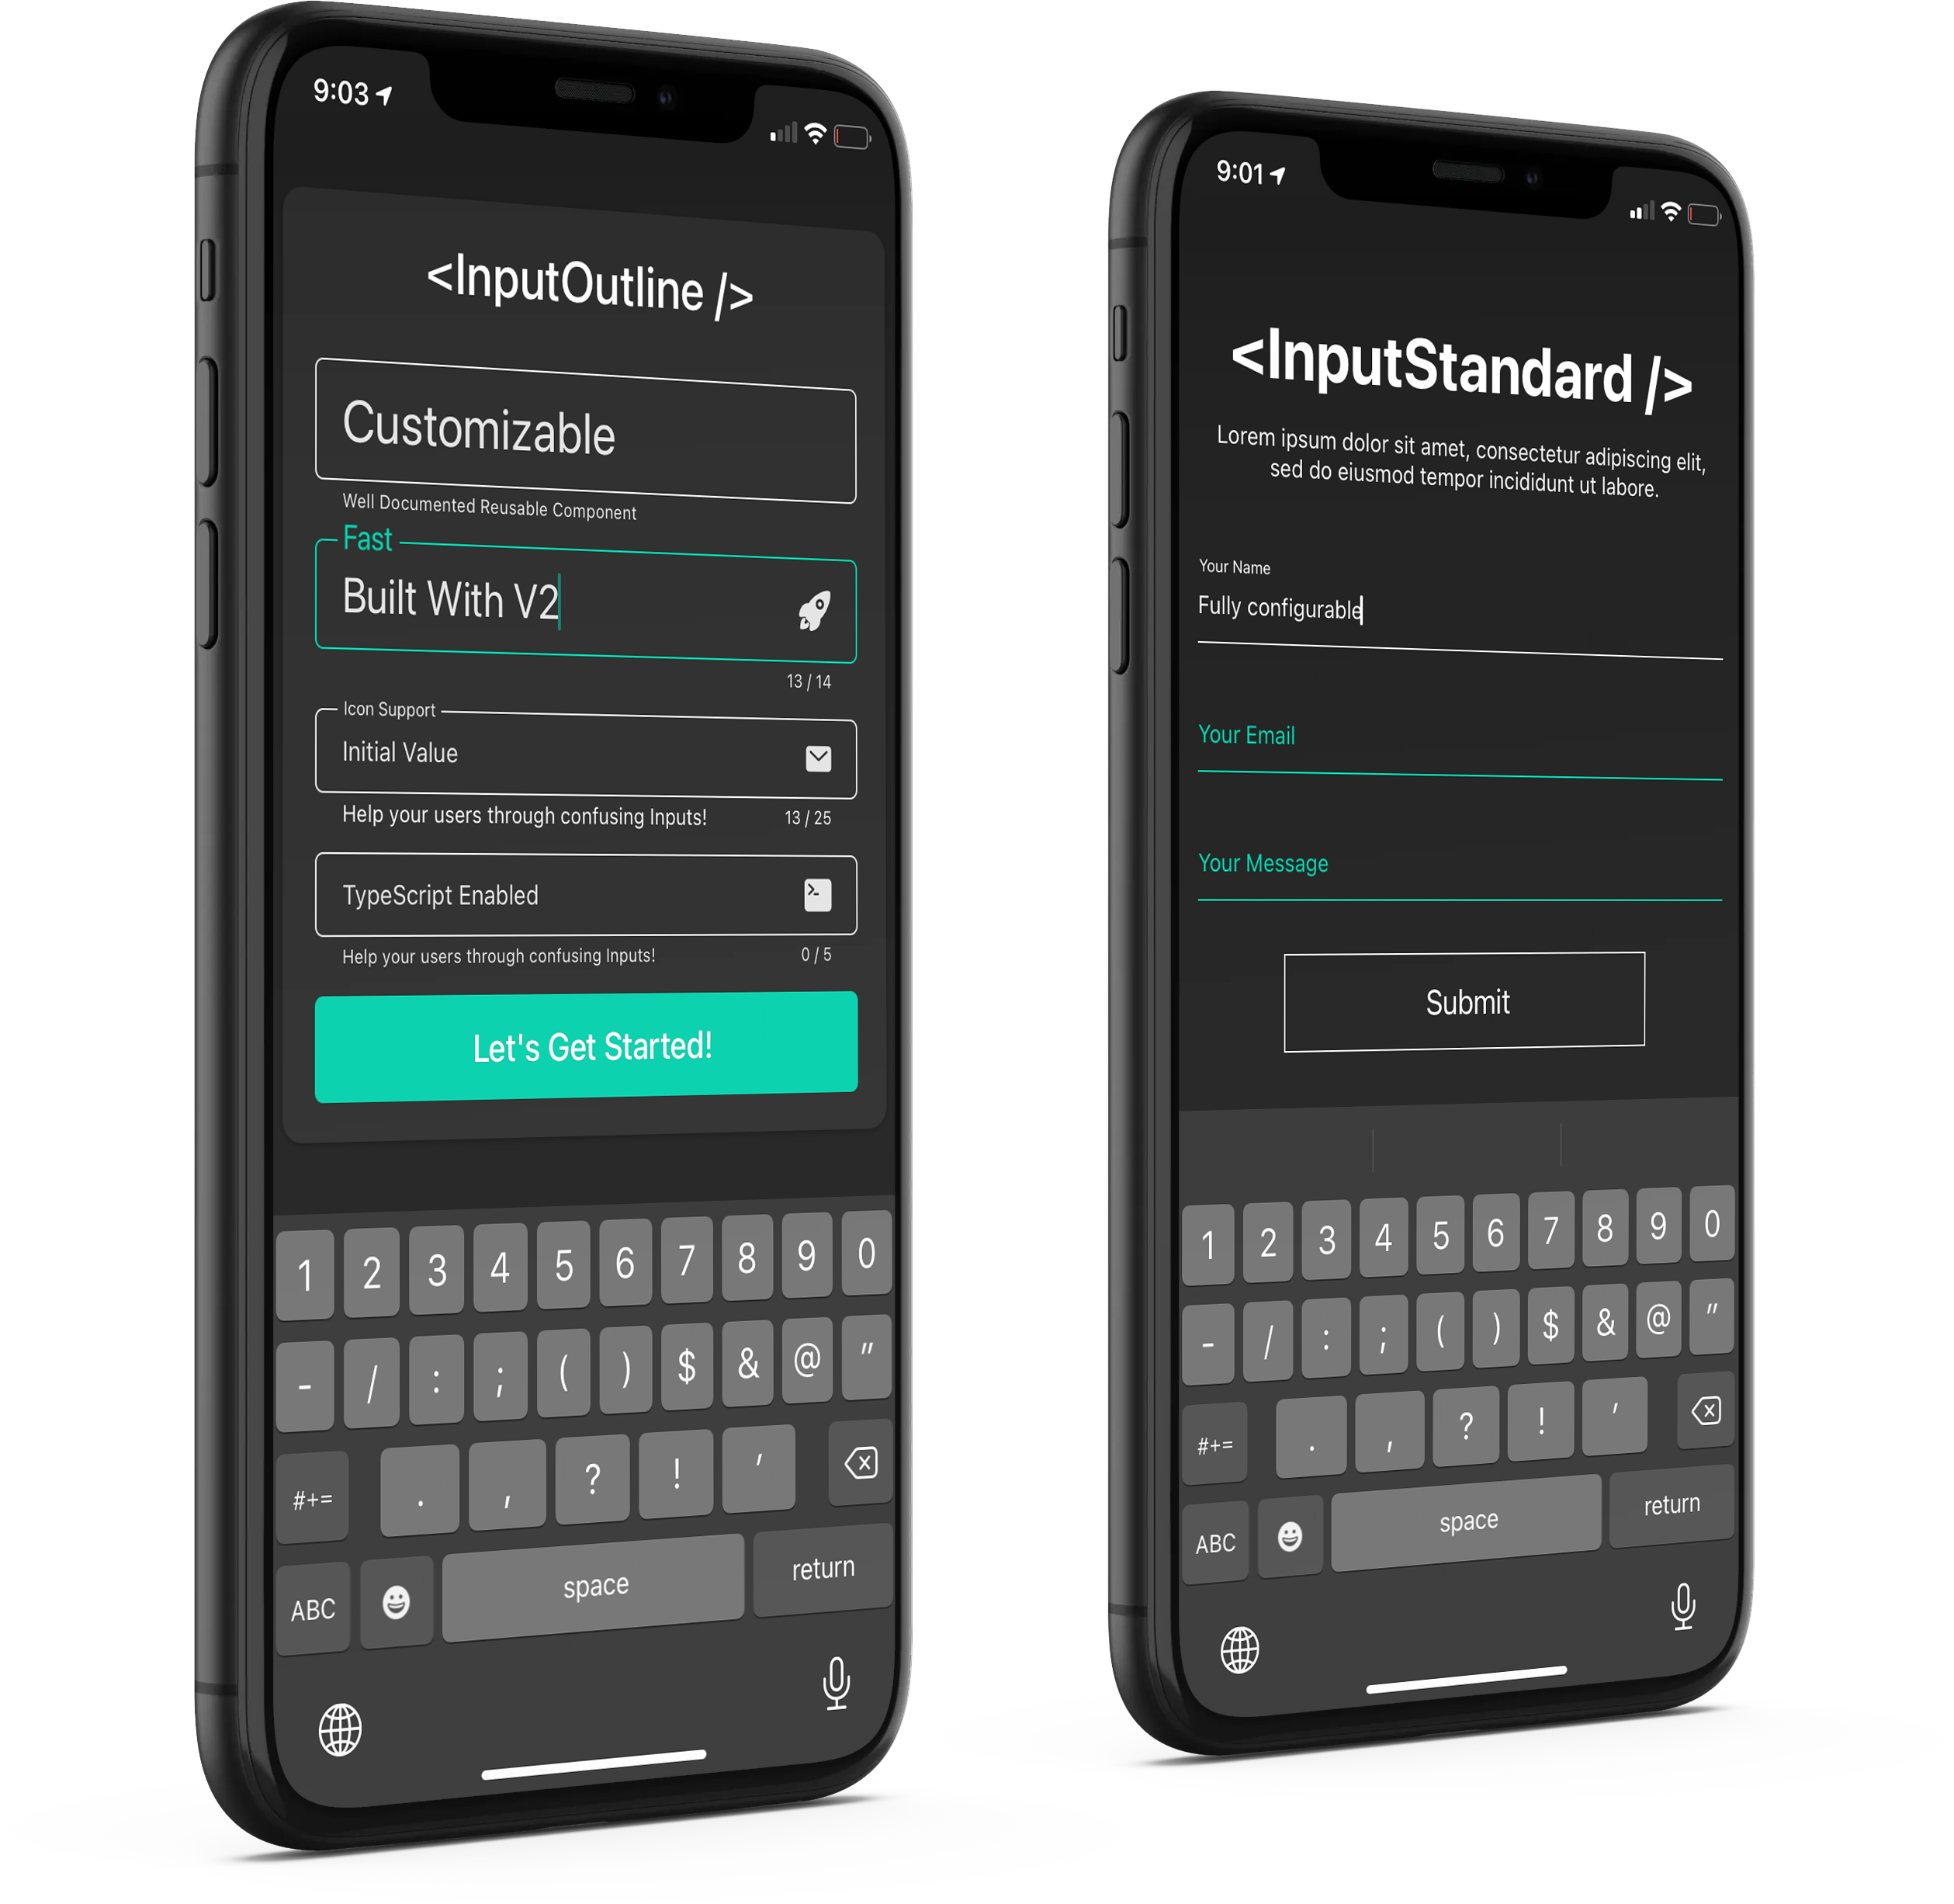 9:03
<InputOutline />
Customizable
Well Documented Reusable Component
Fast
Built With V2
13 / 14
Icon Support
Initial Value
Help your users through confusing Inputs!
13 / 25
TypeScript Enabled
Help your users through confusing Inputs!
0 / 5
Let's Get Started!
1 2 3 4 5 6 7 8 9 0
- / : ; ( ) $ & @ "
#+= . , ? ! '
ABC space return
9:01
<InputStandard />
Lorem ipsum dolor sit amet, consectetur adipiscing elit,
sed do eiusmod tempor incididunt ut labore.
Your Name
Fully configurable
Your Email
Your Message
Submit
1 2 3 4 5 6 7 8 9 0
- / : ; ( ) $ & @ "
#+= . , ? ! '
ABC space return